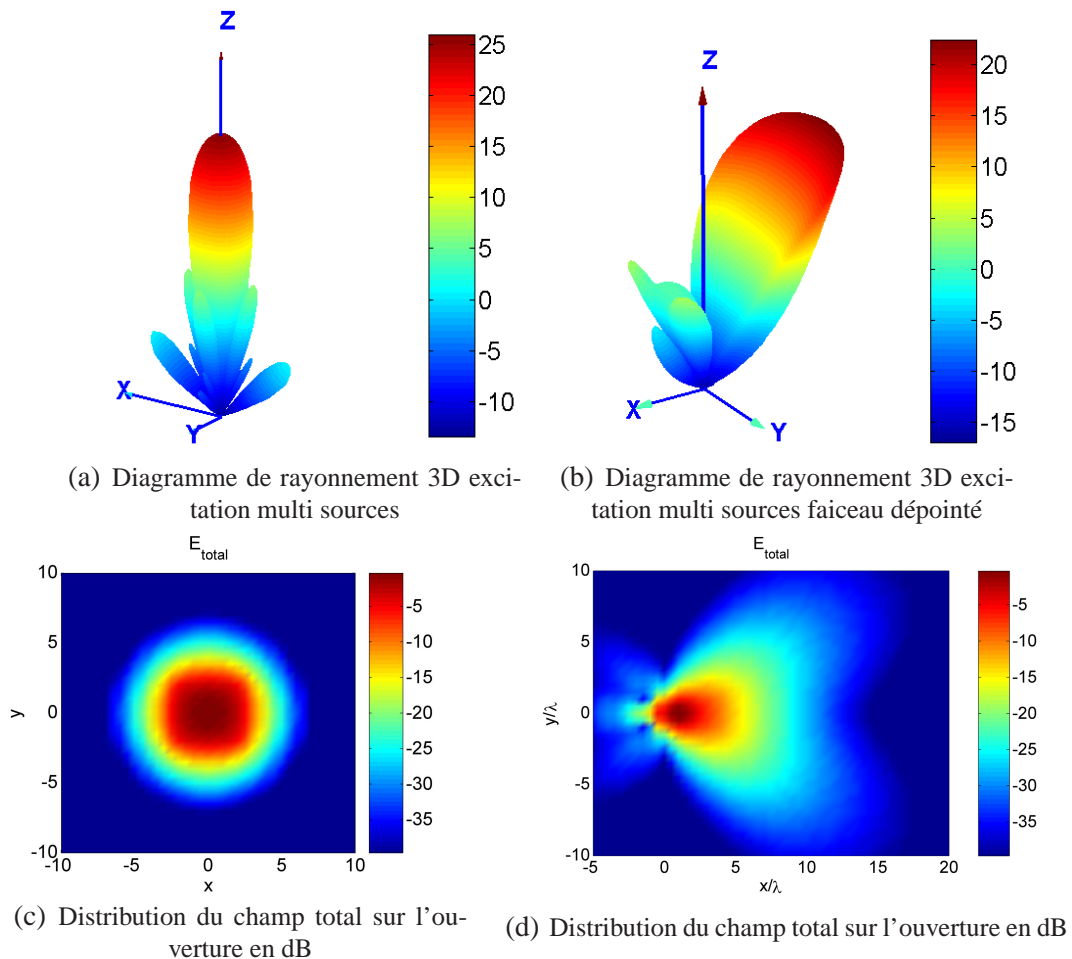 Z
25
20
15
10
5
0
-5
-10
X
Y
Z
20
15
10
5
0
-5
-10
-15
X
Y
(a) Diagramme de rayonnement 3D exci-
tation multi sources
(b) Diagramme de rayonnement 3D exci-
tation multi sources faiceau dépointé
E_total
10
5
0
-5
-10
y
-10
-5
0
5
10
x
-5
-10
-15
-20
-25
-30
-35
E_total
10
5
0
-5
-10
y/λ
-5
0
5
10
15
20
x/λ
-5
-10
-15
-20
-25
-30
-35
(c) Distribution du champ total sur l'ou-
verture en dB
(d) Distribution du champ total sur l'ouverture en dB